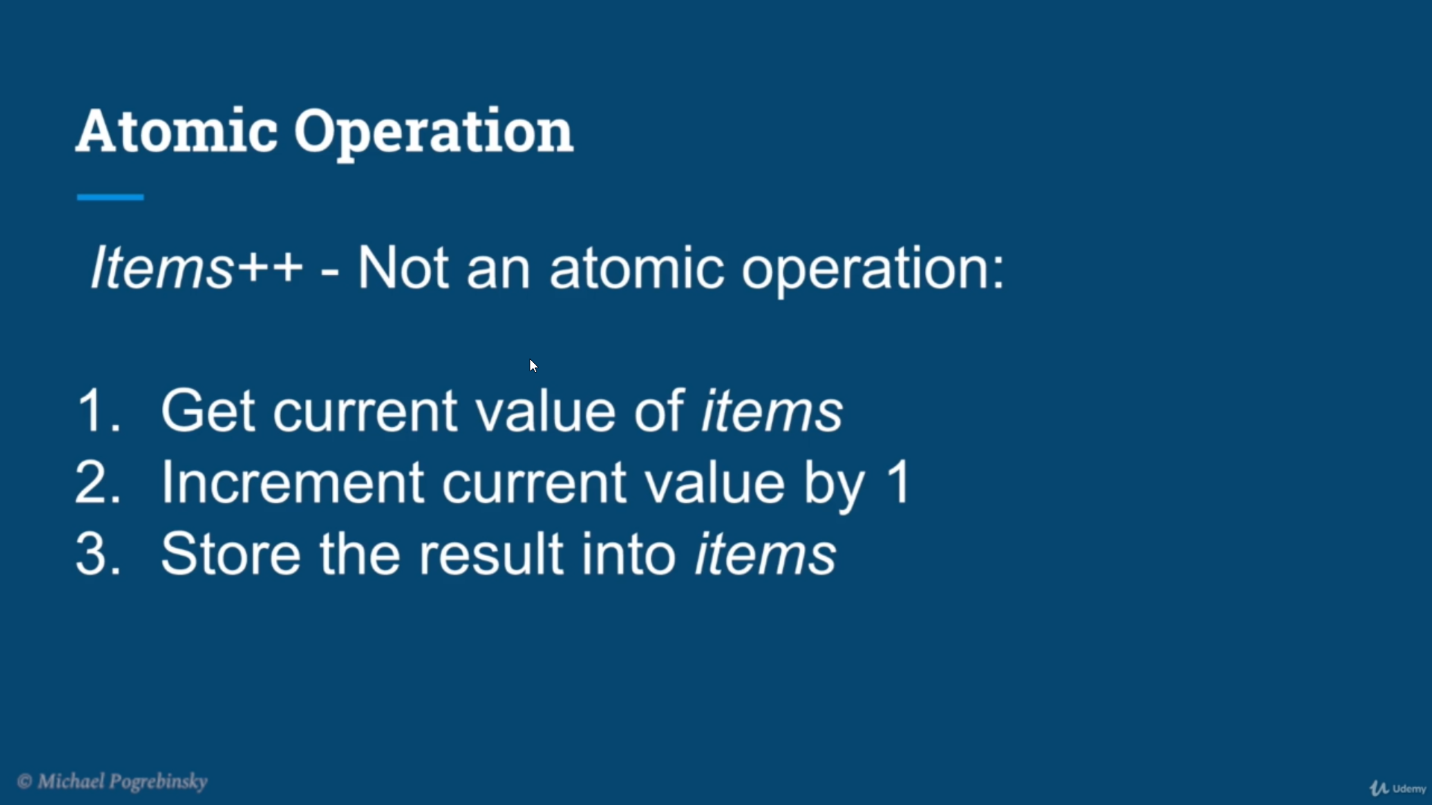 Atomic Operation
Items++ - Not an atomic operation:
1. Get current value of items
2. Increment current value by 1
3. Store the result into items
© Michael Pogrebinsky
Udemy